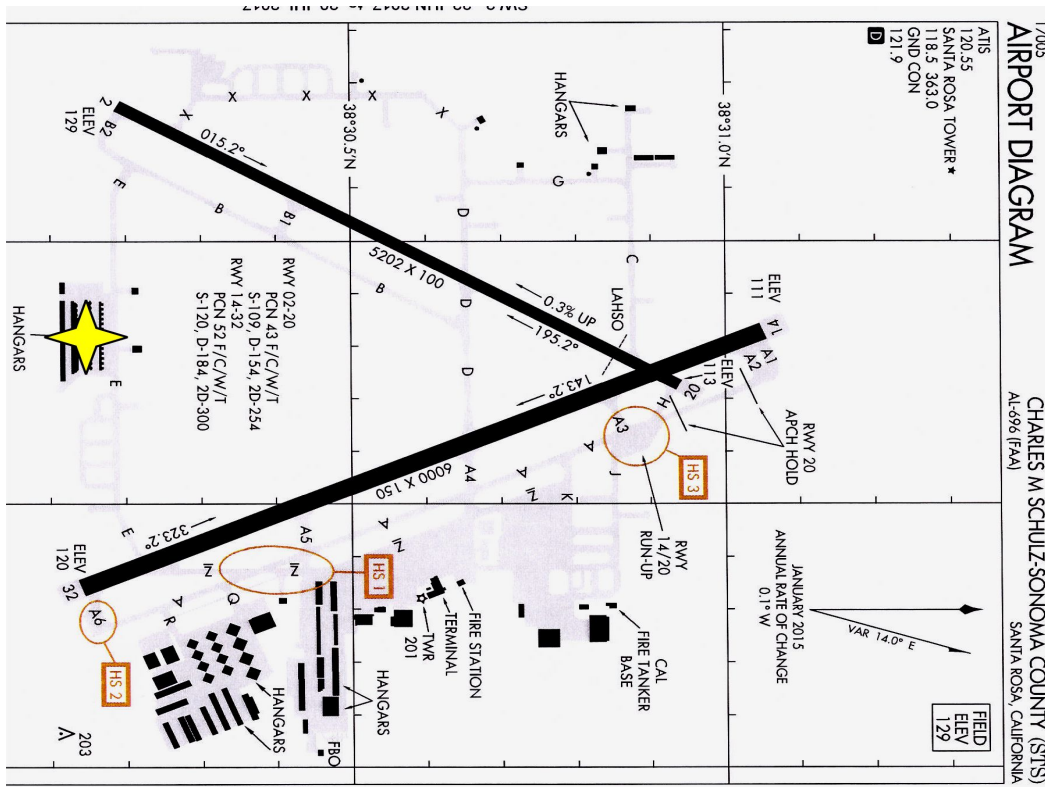 17005
AIRPORT DIAGRAM
CHARLES M SCHULZ-SONOMA COUNTY (STS)
AL-696 (FAA)
SANTA ROSA, CALIFORNIA
ATIS
120.55
SANTA ROSA TOWER★
118.5 363.0
GND CON
121.9
D
FIELD
ELEV
129
JANUARY 2015
ANNUAL RATE OF CHANGE
0.1° W
VAR 14.0° E
38°31.0'N
ELEV
111
14
A1
A2
RWY 20
APCH HOLD
ELEV
113
20
H
HS 3
A3
RWY
14/20
RUN-UP
LAHSO
C
J
A
K
A
N
CAL
FIRE TANKER
BASE
HANGARS
G
0.3% UP
195.2°
143.2°
X
D
D
D
A4
FIRE STATION
TERMINAL
TWR
201
5202 X 100
6000 X 150
A
N
B
38°30.5'N
X
X
X
X
HS 1
A5
N
N
HANGARS
FBO
B1
B
015.2°
RWY 02-20
PCN 43 F/C/W/T
S-109, D-154, 2D-254
RWY 14-32
PCN 52 F/C/W/T
S-120, D-184, 2D-300
323.2°
Q
R
A
HANGARS
2
B2
E
E
E
ELEV
129
ELEV
120
32
A6
HS 2
HANGARS
203